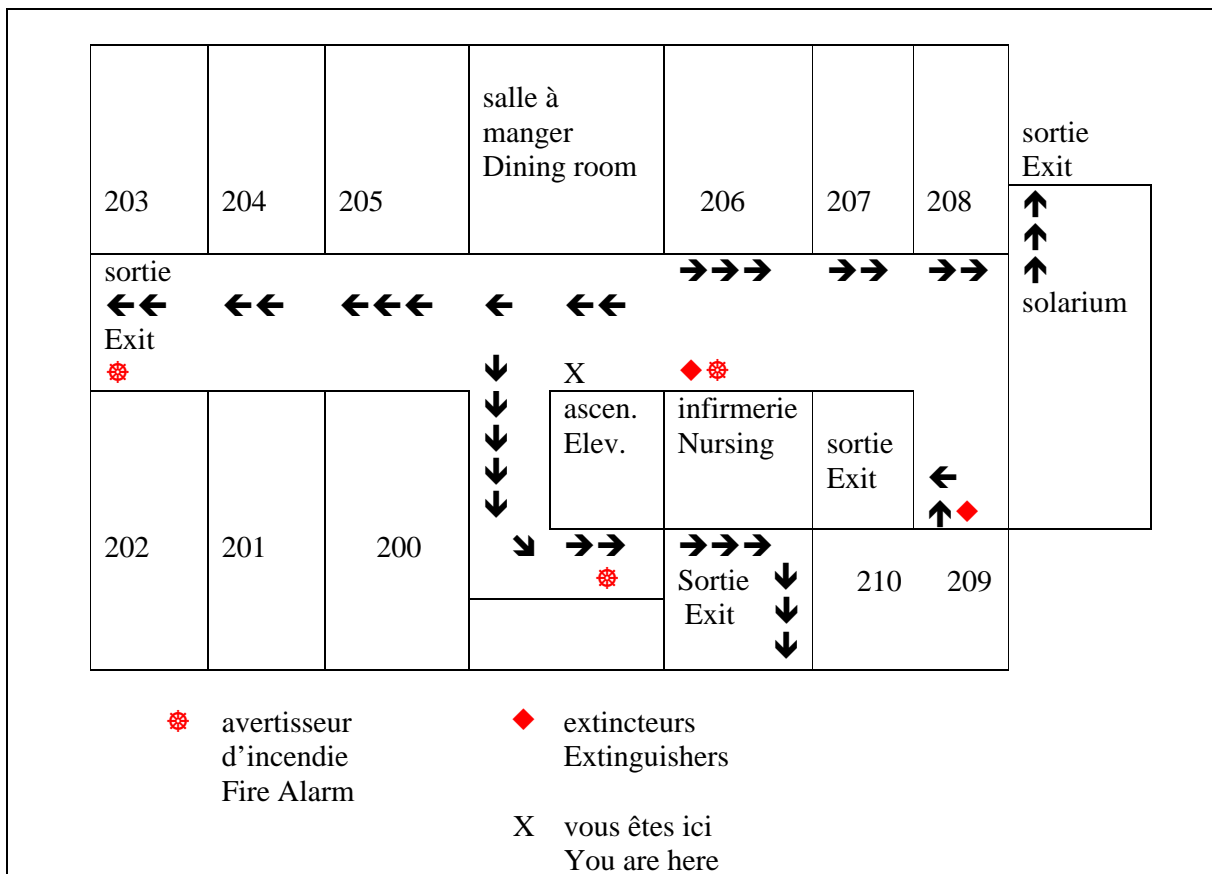 salle à
manger
Dining room
sortie
Exit
203 204 205 206 207 208
sortie
Exit
solarium
X
ascen.
Elev.
infirmerie
Nursing
sortie
Exit
202 201 200
Sortie
Exit
210 209
avertisseur
d'incendie
Fire Alarm
extincteurs
Extinguishers
X vous êtes ici
You are here